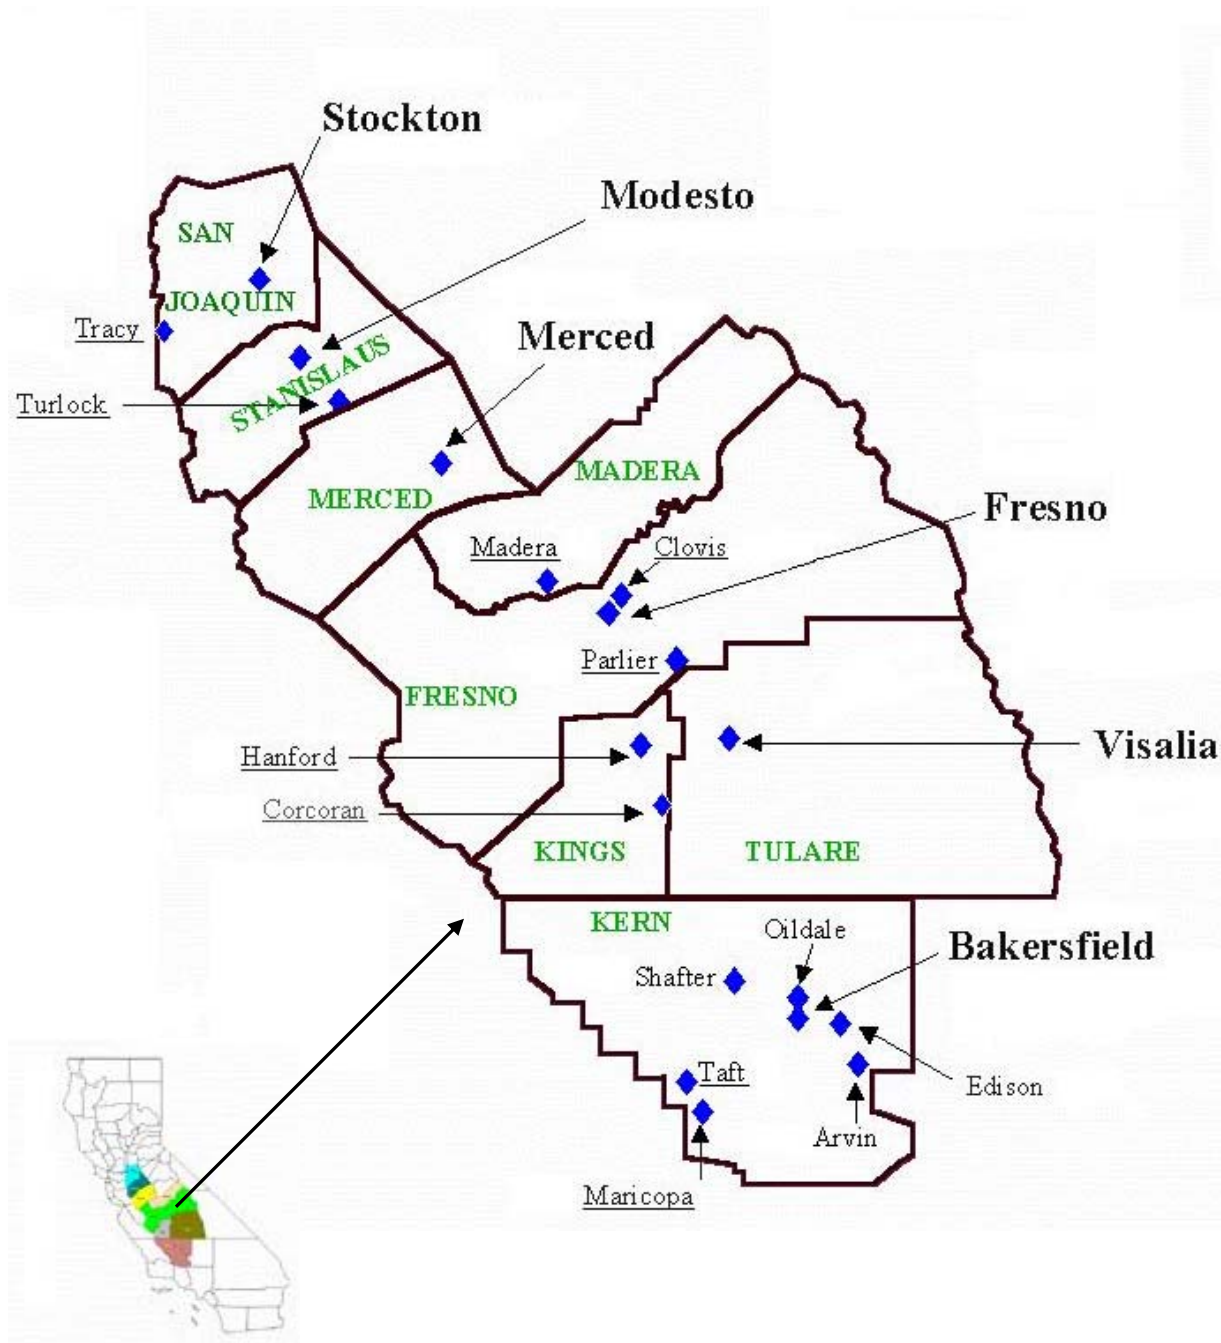 Stockton
Modesto
SAN
JOAQUIN
Tracy
Merced
STANISLAUS
Turlock
MADERA
MERCED
Fresno
Madera
Clovis
Parlier
FRESNO
Visalia
Hanford
Corcoran
KINGS
TULARE
KERN
Oildale
Bakersfield
Shafter
Taft
Edison
Arvin
Maricopa